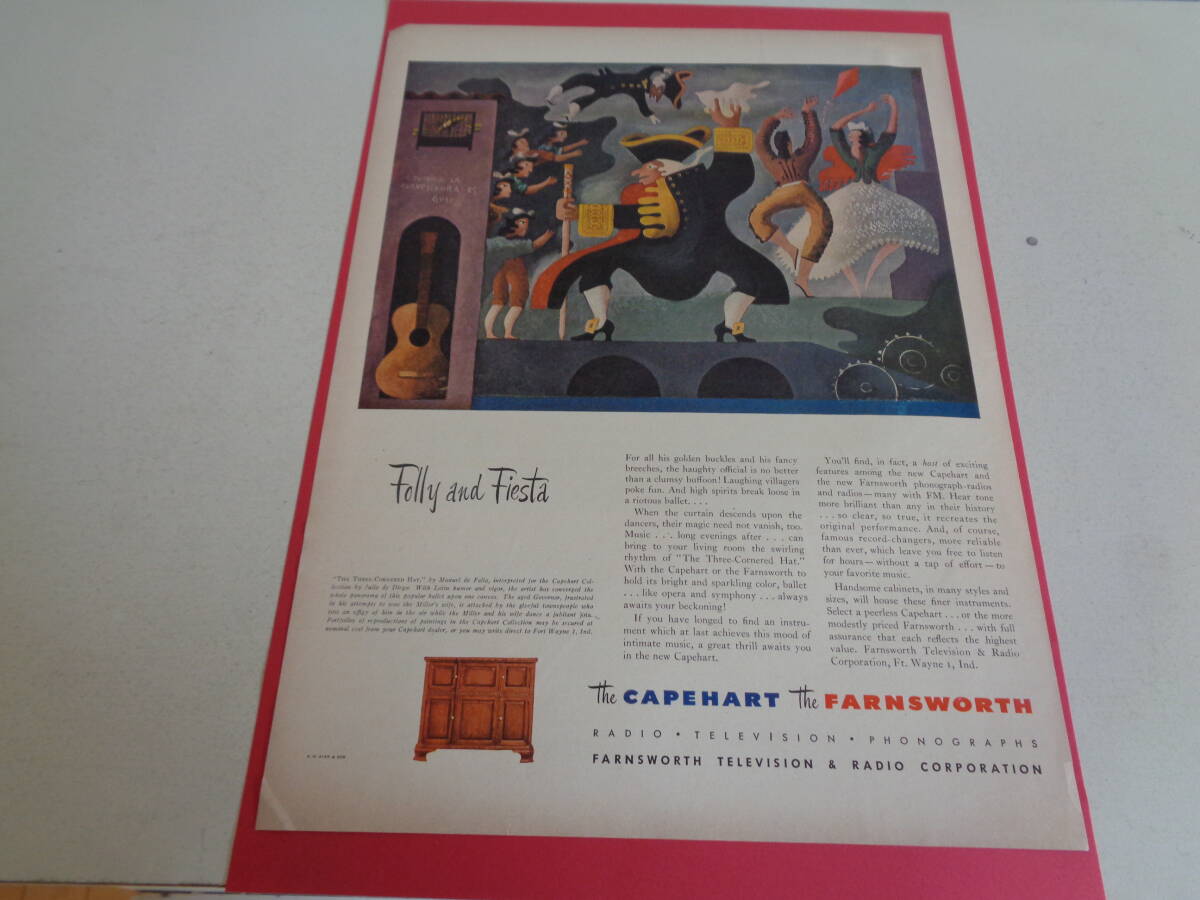 Folly and Fiesta
"The Three-Cornered Hat," by Manuel de Falla, interpreted for the Capehart Col-
lection by Julio de Diego. With Latin humor and vigor, the artist has converged the
whole panorama of this popular ballet upon one canvas. The aged Governor, frustrated
in his attempts to woo the Miller's wife, is attacked by the gleeful townspeople who
toss an effigy of him in the air while the Miller and his wife dance a jubilant jota.
Portfolios of reproductions of paintings in the Capehart Collection may be secured at
nominal cost from your Capehart dealer, or you may write direct to Fort Wayne 1, Ind.
For all his golden buckles and his fancy
breeches, the haughty official is no better
than a clumsy buffoon! Laughing villagers
poke fun. And high spirits break loose in
a riotous ballet. . . .
When the curtain descends upon the
dancers, their magic need not vanish, too.
Music . . . long evenings after . . . can
bring to your living room the swirling
rhythm of "The Three-Cornered Hat."
With the Capehart or the Farnsworth to
hold its bright and sparkling color, ballet
. . . like opera and symphony . . . always
awaits your beckoning!
If you have longed to find an instru-
ment which at last achieves this mood of
intimate music, a great thrill awaits you
in the new Capehart.
You'll find, in fact, a host of exciting
features among the new Capehart and
the new Farnsworth phonograph-radios
and radios—many with FM. Hear tone
more brilliant than any in their history
. . . so clear, so true, it recreates the
original performance. And, of course,
famous record-changers, more reliable
than ever, which leave you free to listen
for hours—without a tap of effort—to
your favorite music.
Handsome cabinets, in many styles and
sizes, will house these finer instruments.
Select a peerless Capehart . . . or the more
modestly priced Farnsworth . . . with full
assurance that each reflects the highest
value. Farnsworth Television & Radio
Corporation, Ft. Wayne 1, Ind.
The CAPEHART The FARNSWORTH
RADIO • TELEVISION • PHONOGRAPHS
FARNSWORTH TELEVISION & RADIO CORPORATION
N. W. AYER & SON